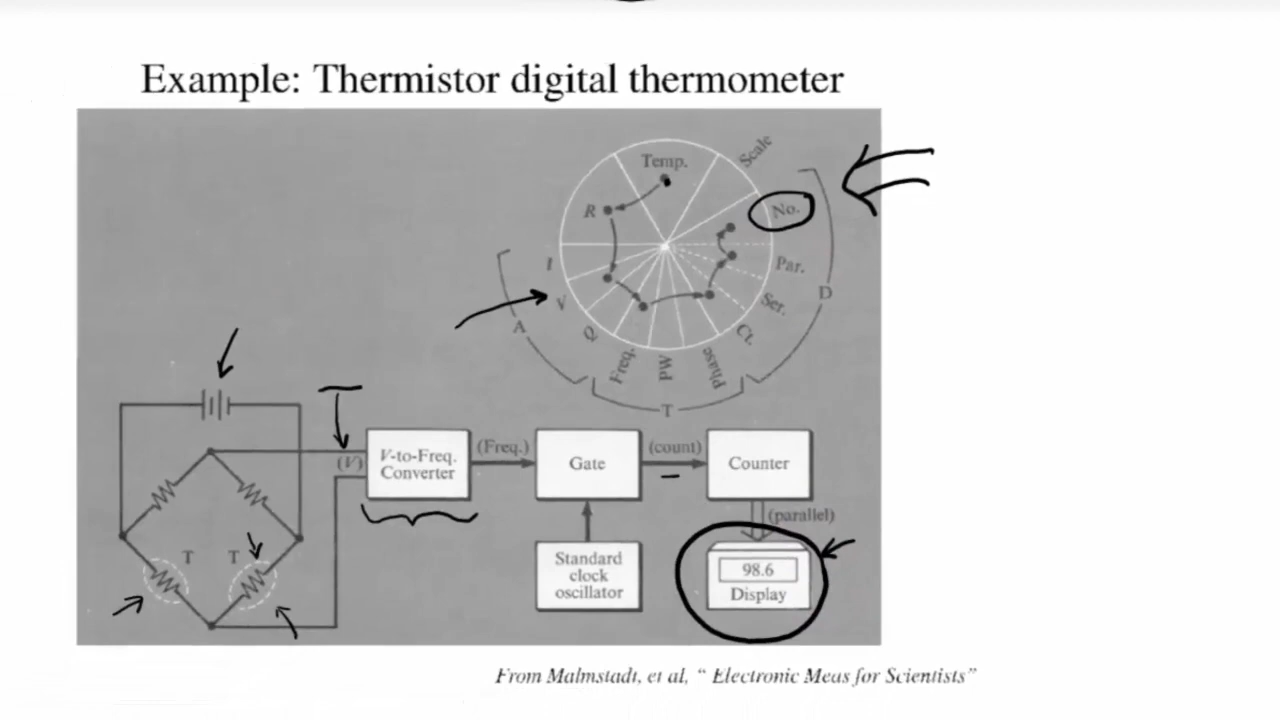 Example: Thermistor digital thermometer
Temp.
Scale
R
No.
I
Par.
V
Ser.
D
A
Q
Ct.
Freq.
PW
Phase
T
(V)
V-to-Freq.
Converter
(Freq.)
Gate
(count)
Counter
(parallel)
T T
Standard
clock
oscillator
98.6
Display
From Malmstadt, et al, “ Electronic Meas for Scientists”